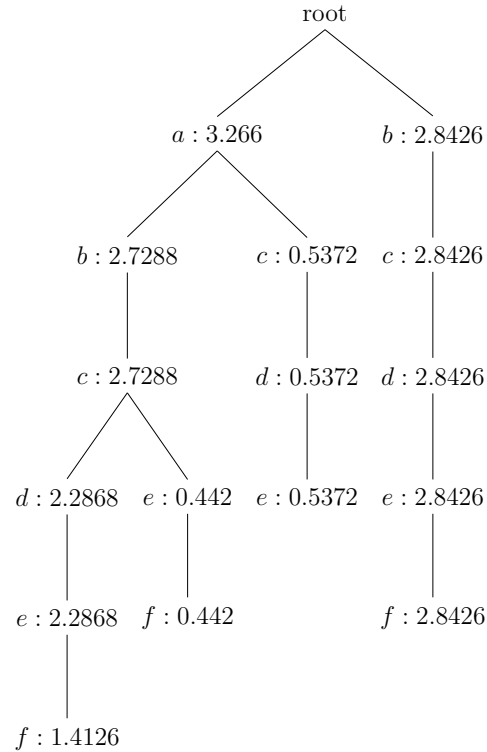 root
a : 3.266 b : 2.8426
b : 2.7288 c : 0.5372 c : 2.8426
c : 2.7288 d : 0.5372 d : 2.8426
d : 2.2868 e : 0.442 e : 0.5372 e : 2.8426
e : 2.2868 f : 0.442 f : 2.8426
f : 1.4126